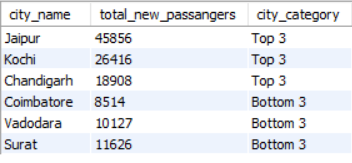 city_name total_new_passangers city_category
Jaipur 45856 Top 3
Kochi 26416 Top 3
Chandigarh 18908 Top 3
Coimbatore 8514 Bottom 3
Vadodara 10127 Bottom 3
Surat 11626 Bottom 3